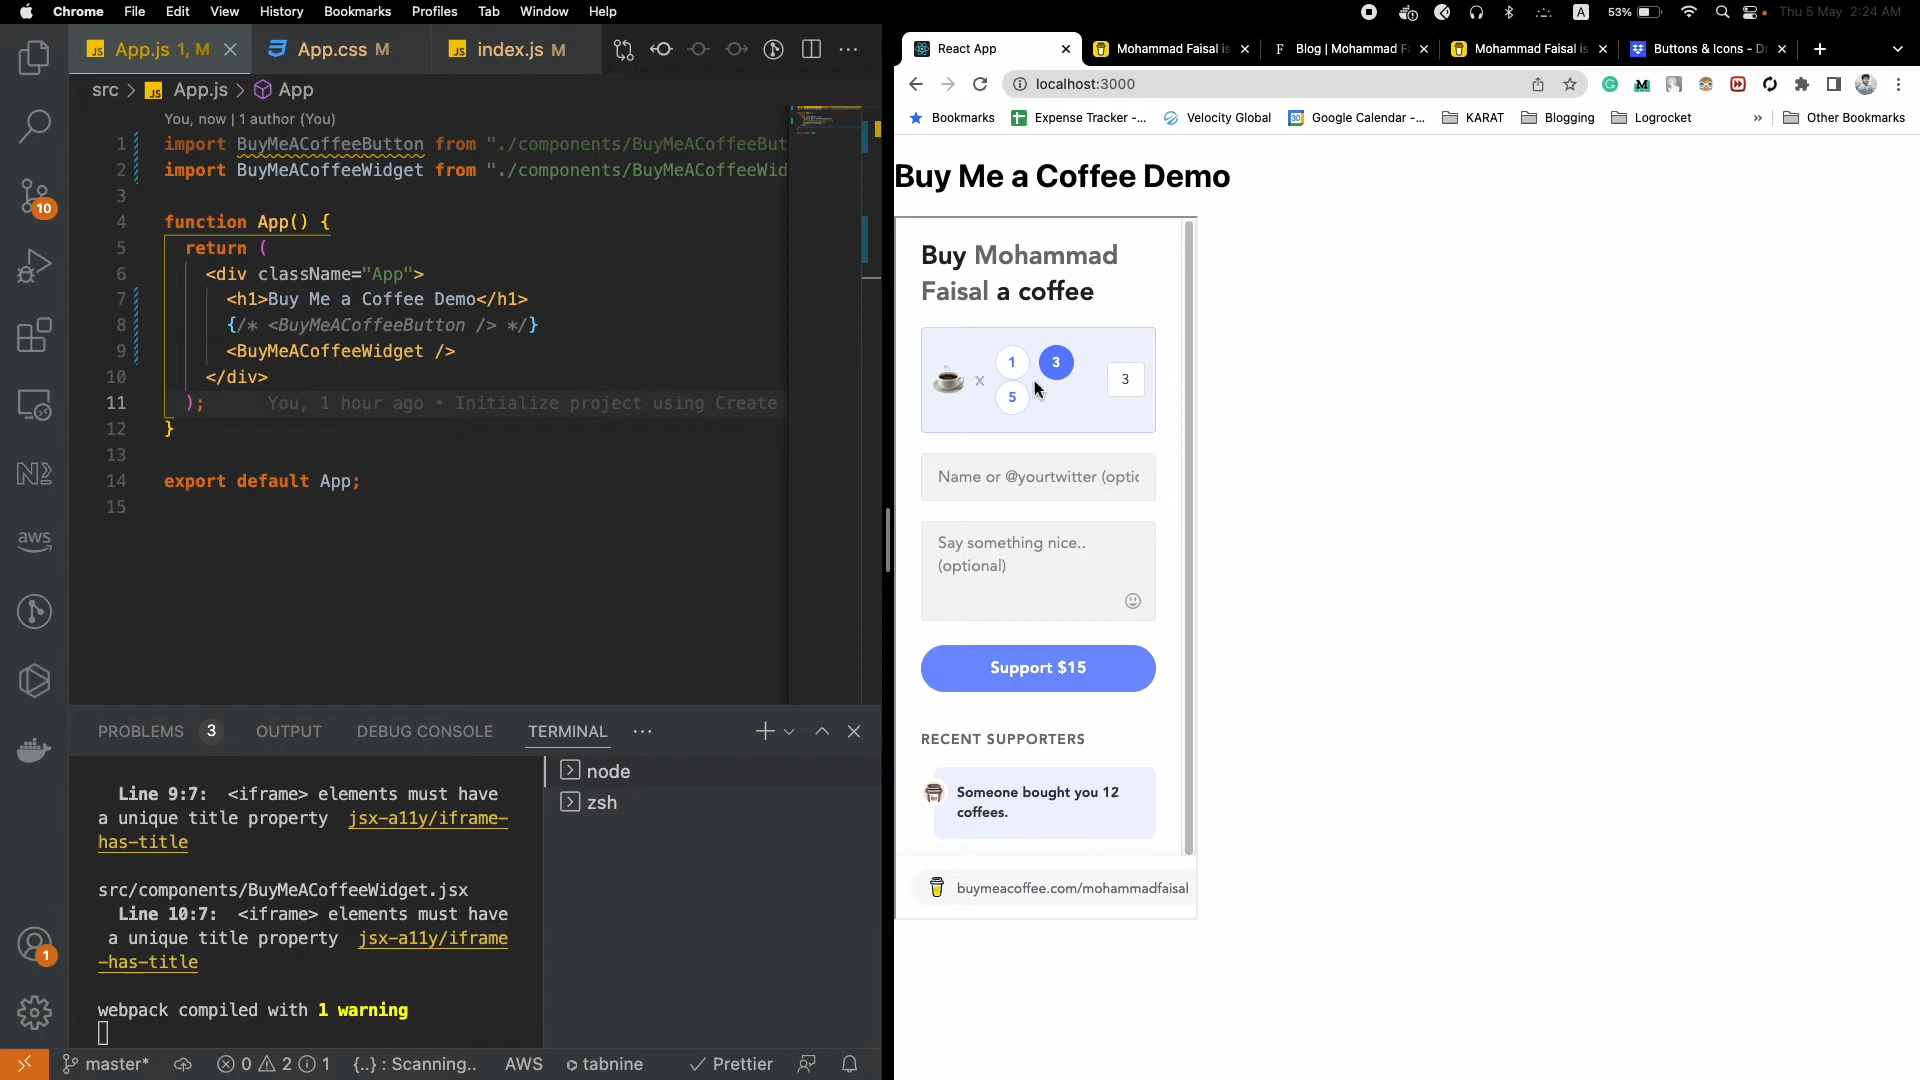 Chrome File Edit View History Bookmarks Profiles Tab Window Help
A 53% Thu 5 May 2:24 AM
JS App.js 1, M
App.css M
JS index.js M
src > JS App.js > App
You, now | 1 author (You)
1 import BuyMeACoffeeButton from "./components/BuyMeACoffeeBut
2 import BuyMeACoffeeWidget from "./components/BuyMeACoffeeWid
3
4 function App() {
5 return (
6 <div className="App">
7 <h1>Buy Me a Coffee Demo</h1>
8 {/* <BuyMeACoffeeButton /> */}
9 <BuyMeACoffeeWidget />
10 </div>
11 ); You, 1 hour ago • Initialize project using Create
12 }
13
14 export default App;
15
10
N
aws
1
PROBLEMS 3 OUTPUT DEBUG CONSOLE TERMINAL
Line 9:7: <iframe> elements must have
a unique title property jsx-a11y/iframe-
has-title
src/components/BuyMeACoffeeWidget.jsx
Line 10:7: <iframe> elements must have
a unique title property jsx-a11y/iframe
-has-title
webpack compiled with 1 warning
node
zsh
master* 0 2 1 {..} : Scanning.. AWS tabnine Prettier
React App
Mohammad Faisal is
F Blog | Mohammad F
Mohammad Faisal is
Buttons & Icons - Dr
localhost:3000
Bookmarks Expense Tracker -... Velocity Global Google Calendar -... KARAT Blogging Logrocket » Other Bookmarks
Buy Me a Coffee Demo
Buy Mohammad
Faisal a coffee
x 1 3 5 3
Name or @yourtwitter (optic
Say something nice..
(optional)
Support $15
RECENT SUPPORTERS
Someone bought you 12
coffees.
buymeacoffee.com/mohammadfaisal